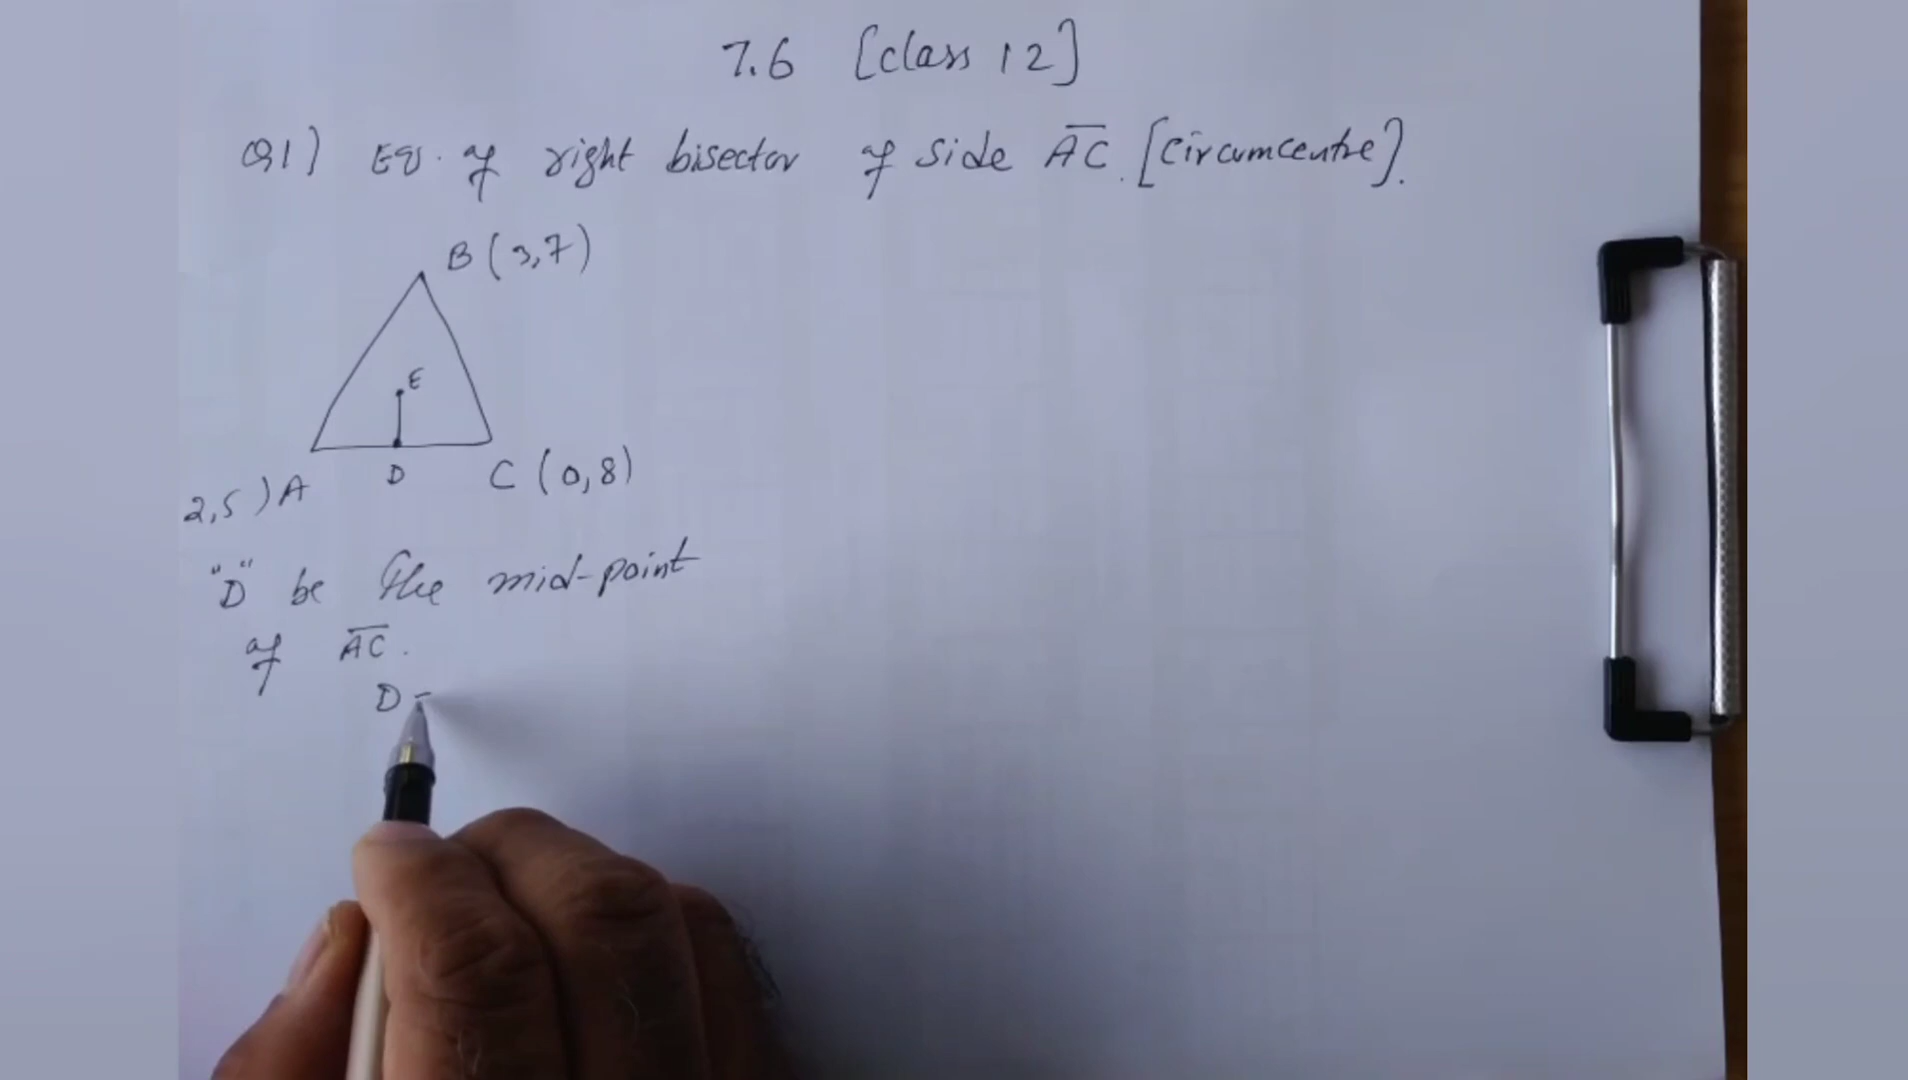 7.6 [class 12]
Q1) Eq. of right bisector of side AC. [Circumcentre].
B (3,7)
E
D
C (0,8)
2,5) A
"D" be the mid-point
of AC.
D =